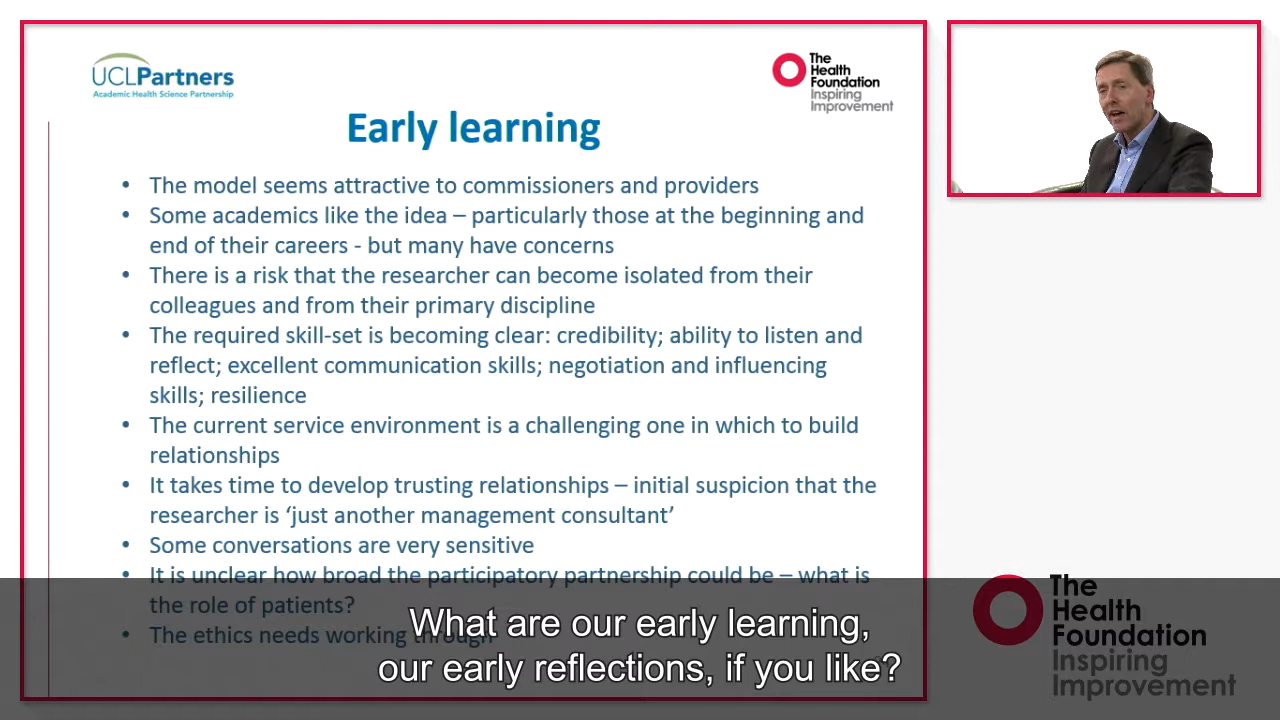 UCLPartners
Academic Health Science Partnership
The
Health
Foundation
Inspiring
Improvement
Early learning
• The model seems attractive to commissioners and providers
• Some academics like the idea – particularly those at the beginning and
end of their careers - but many have concerns
• There is a risk that the researcher can become isolated from their
colleagues and from their primary discipline
• The required skill-set is becoming clear: credibility; ability to listen and
reflect; excellent communication skills; negotiation and influencing
skills; resilience
• The current service environment is a challenging one in which to build
relationships
• It takes time to develop trusting relationships – initial suspicion that the
researcher is ‘just another management consultant’
• Some conversations are very sensitive
• It is unclear how broad the participatory partnership could be – what is
the role of patients?
• The ethics needs working through
What are our early learning,
our early reflections, if you like?
The
Health
Foundation
Inspiring
Improvement